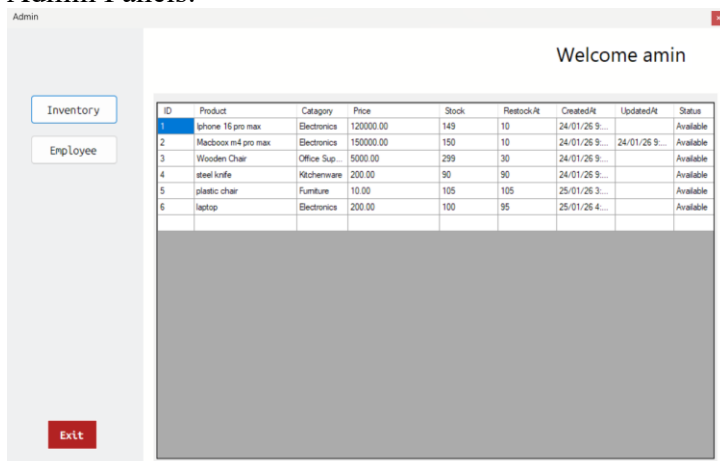 Admin Panels:
Admin
Welcome amin
Inventory
Employee
Exit
ID Product Catagory Price Stock RestockAt CreatedAt UpdatedAt Status
1 Iphone 16 pro max Electronics 120000.00 149 10 24/01/26 9:... Available
2 Macboox m4 pro max Electronics 150000.00 150 10 24/01/26 9:... 24/01/26 9:... Available
3 Wooden Chair Office Sup... 5000.00 299 30 24/01/26 9:... Available
4 steel knife Kitchenware 200.00 90 90 24/01/26 9:... Available
5 plastic chair Furniture 10.00 105 105 25/01/26 3:... Available
6 laptop Electronics 200.00 100 95 25/01/26 4:... Available